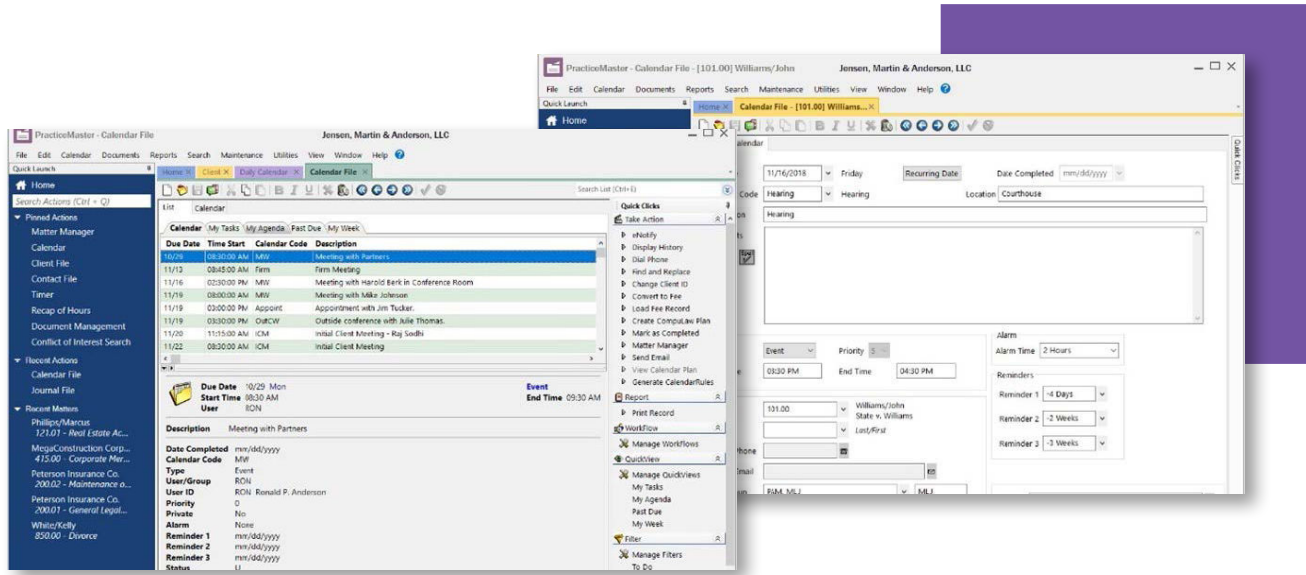 PracticeMaster - Calendar File - [101.00] Williams/John Jensen, Martin & Anderson, LLC
File Edit Calendar Documents Reports Search Maintenance Utilities View Window Help
Quick Launch
Home
Calendar File - [101.00] Williams...
Home
Quick Clicks
11/16/2018 Friday Recurring Date Date Completed mm/dd/yyyy
Code Hearing Hearing Location Courthouse
Hearing
Event Priority 5
03:30 PM End Time 04:30 PM
Alarm
Alarm Time 2 Hours
Reminders
Reminder 1 -4 Days
Reminder 2 -2 Weeks
Reminder 3 -3 Weeks
101.00 Williams/John
State v. Williams
Last/First
Phone
Email
PAM, MLJ MLJ
PracticeMaster - Calendar File Jensen, Martin & Anderson, LLC
File Edit Calendar Documents Reports Search Maintenance Utilities View Window Help
Quick Launch
Home Client Daily Calendar Calendar File
Home
Search Actions (Ctrl + Q)
Pinned Actions
Matter Manager
Calendar
Client File
Contact File
Timer
Recap of Hours
Document Management
Conflict of Interest Search
Recent Actions
Calendar File
Journal File
Recent Matters
Phillips/Marcus
121.01 - Real Estate Ac...
MegaConstruction Corp...
415.00 - Corporate Mer...
Peterson Insurance Co.
200.02 - Maintenance o...
Peterson Insurance Co.
200.01 - General Legal...
White/Kelly
850.00 - Divorce
Search List (Ctrl+E)
List Calendar
Calendar My Tasks My Agenda Past Due My Week
Due Date Time Start Calendar Code Description
10/29 08:30:00 AM MW Meeting with Partners
11/13 08:45:00 AM Firm Firm Meeting
11/16 02:30:00 PM MW Meeting with Harold Berk in Conference Room
11/19 08:00:00 AM MW Meeting with Mike Johnson
11/19 03:00:00 PM Appoint Appointment with Jim Tucker.
11/19 03:30:00 PM OutCW Outside conference with Julie Thomas.
11/20 11:15:00 AM ICM Initial Client Meeting - Raj Sodhi
11/22 08:30:00 AM ICM Initial Client Meeting
Due Date 10/29 Mon Event
Start Time 08:30 AM End Time 09:30 AM
User RON
Description Meeting with Partners
Date Completed mm/dd/yyyy
Calendar Code MW
Type Event
User/Group RON
User ID RON Ronald P. Anderson
Priority 0
Private No
Alarm None
Reminder 1 mm/dd/yyyy
Reminder 2 mm/dd/yyyy
Reminder 3 mm/dd/yyyy
Status U
Quick Clicks
Take Action
eNotify
Display History
Dial Phone
Find and Replace
Change Client ID
Convert to Fee
Load Fee Record
Create CompuLaw Plan
Mark as Completed
Matter Manager
Send Email
View Calendar Plan
Generate CalendarRules
Report
Print Record
WorkFlow
Manage Workflows
QuickView
Manage QuickViews
My Tasks
My Agenda
Past Due
My Week
Filter
Manage Filters
To Do